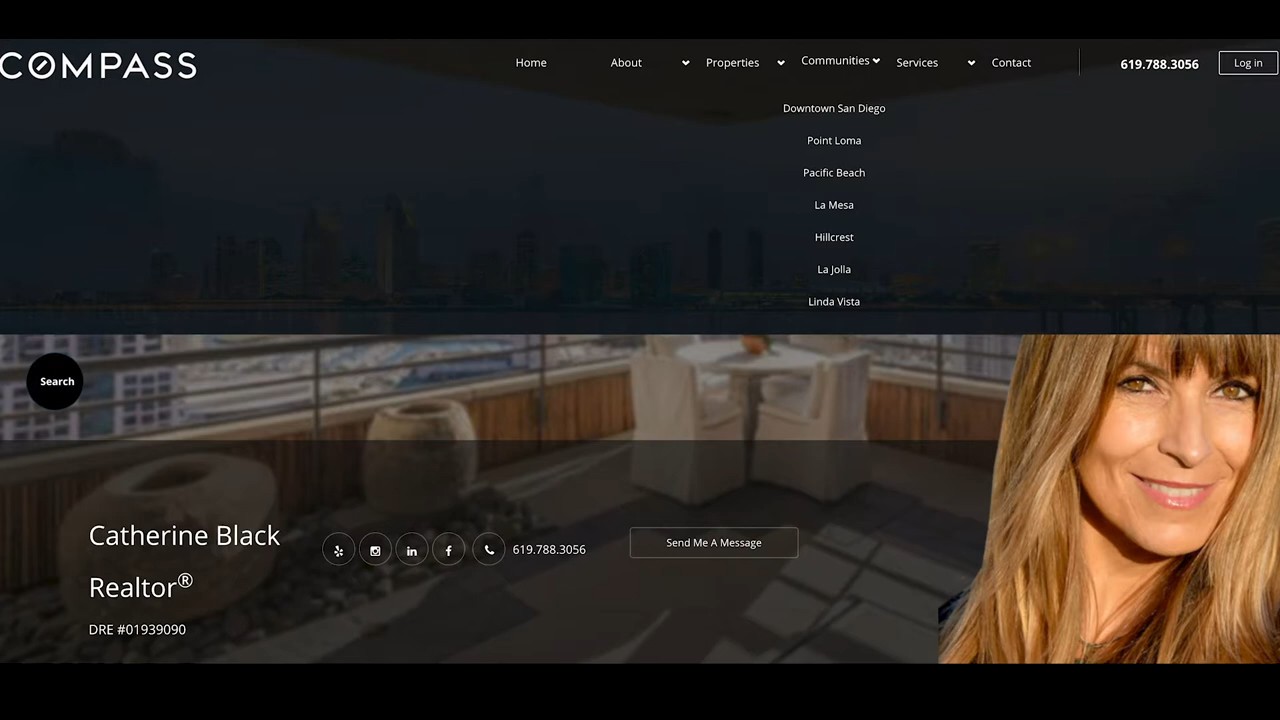 COMPASS
Home About Properties Communities Services Contact 619.788.3056 Log in
Downtown San Diego
Point Loma
Pacific Beach
La Mesa
Hillcrest
La Jolla
Linda Vista
Search
Catherine Black
Realtor®
DRE #01939090
619.788.3056
Send Me A Message